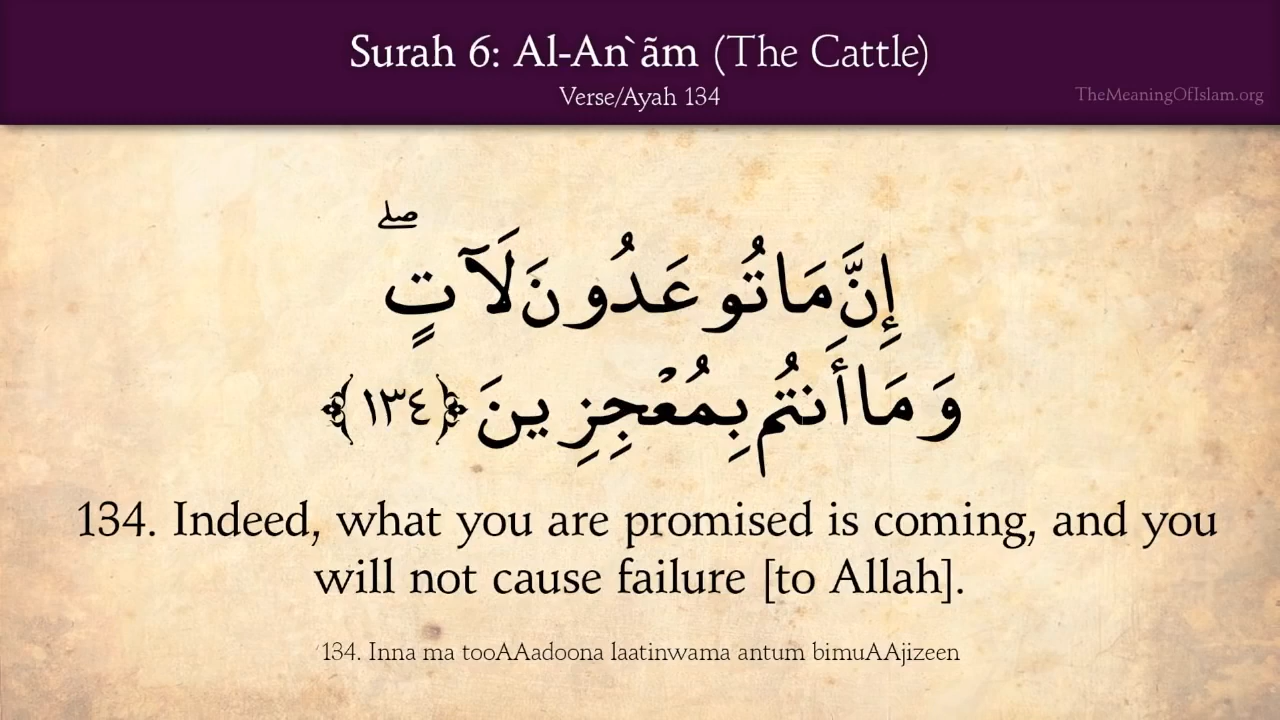 Surah 6: Al-An`ãm (The Cattle)
Verse/Ayah 134
TheMeaningOfIslam.org
إِنَّ مَا تُوعَدُونَ لَآتٍ ۖ
وَمَا أَنتُم بِمُعْجِزِينَ ﴿١٣٤﴾
134. Indeed, what you are promised is coming, and you
will not cause failure [to Allah].
134. Inna ma tooAAadoona laatinwama antum bimuAAjizeen